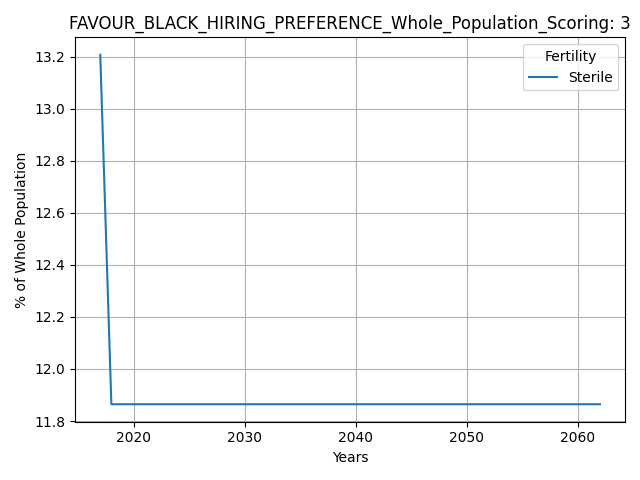 FAVOUR_BLACK_HIRING_PREFERENCE_Whole_Population_Scoring: 3
Fertility
Sterile
% of Whole Population
13.2
13.0
12.8
12.6
12.4
12.2
12.0
11.8
2020 2030 2040 2050 2060
Years